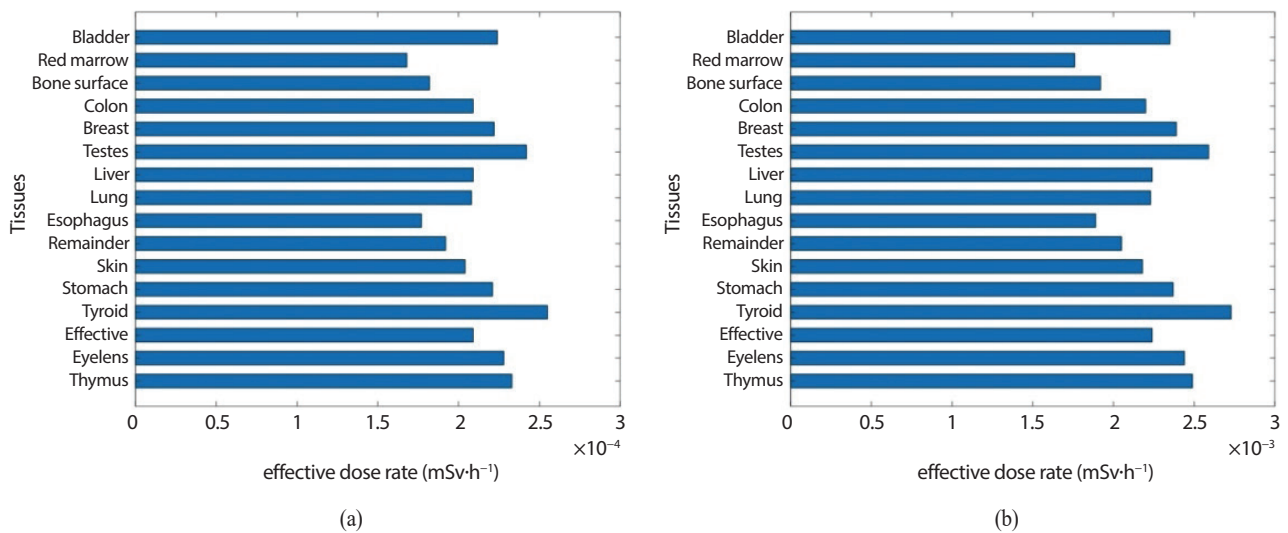 Tissues
Bladder
Red marrow
Bone surface
Colon
Breast
Testes
Liver
Lung
Esophagus
Remainder
Skin
Stomach
Tyroid
Effective
Eyelens
Thymus
0 0.5 1 1.5 2 2.5 3
×10⁻⁴
effective dose rate (mSv·h⁻¹)
(a)
Tissues
Bladder
Red marrow
Bone surface
Colon
Breast
Testes
Liver
Lung
Esophagus
Remainder
Skin
Stomach
Tyroid
Effective
Eyelens
Thymus
0 0.5 1 1.5 2 2.5 3
×10⁻³
effective dose rate (mSv·h⁻¹)
(b)